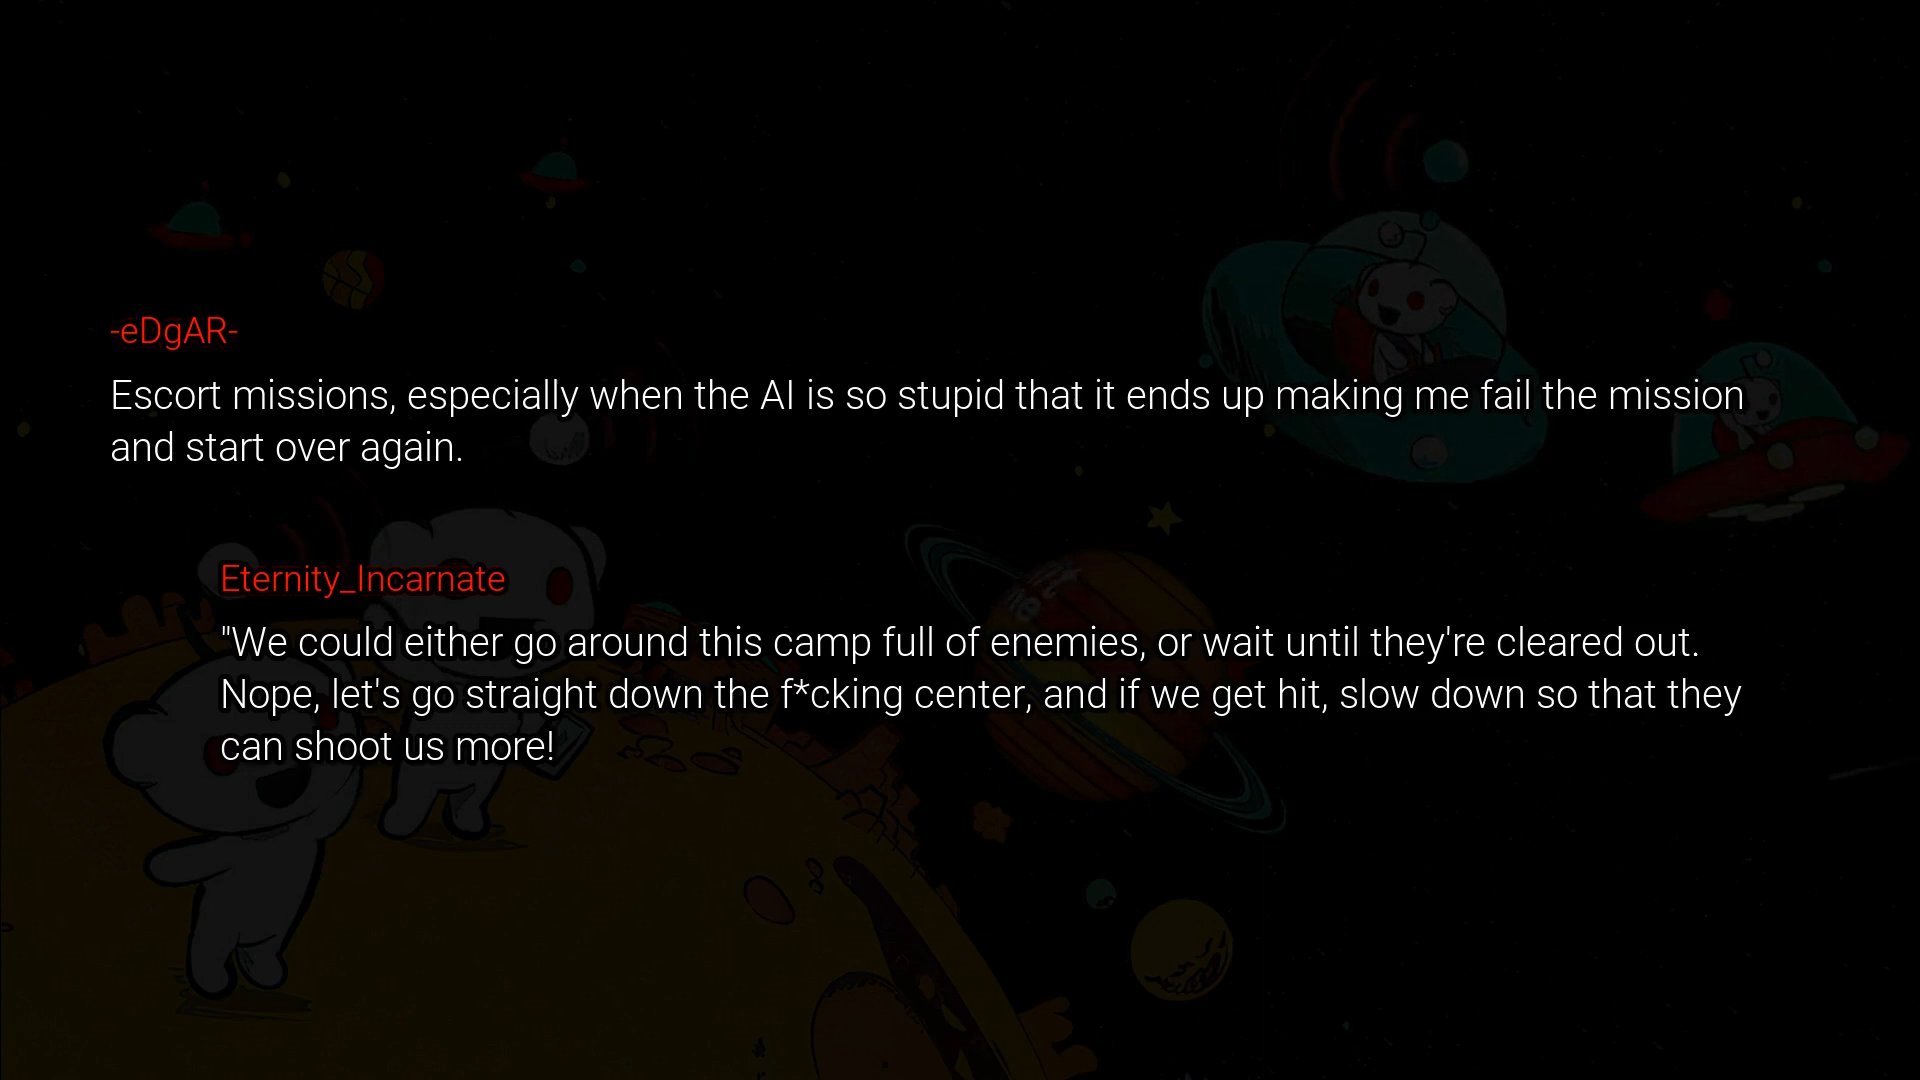 -eDgAR-
Escort missions, especially when the AI is so stupid that it ends up making me fail the mission
and start over again.
Eternity_Incarnate
"We could either go around this camp full of enemies, or wait until they're cleared out.
Nope, let's go straight down the f*cking center, and if we get hit, slow down so that they
can shoot us more!